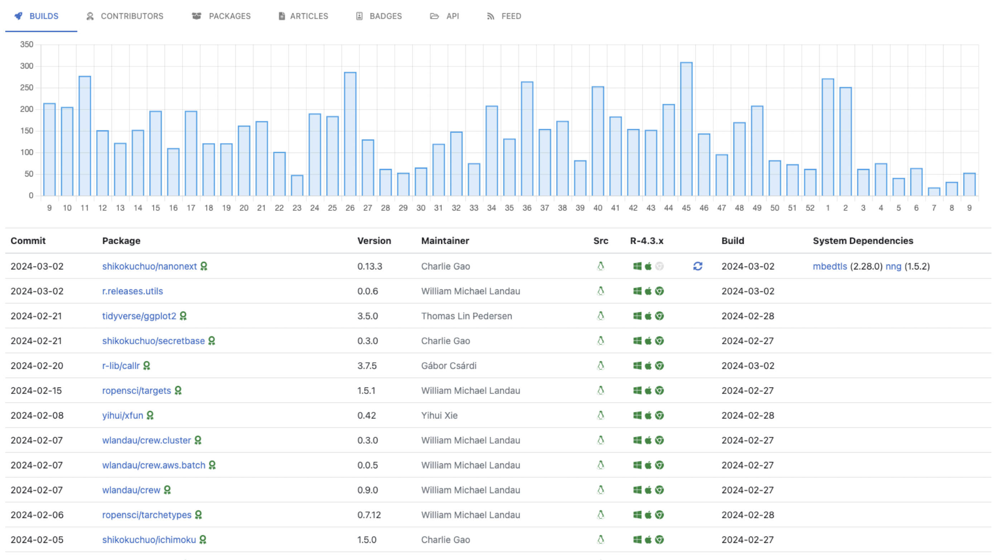 BUILDS CONTRIBUTORS PACKAGES ARTICLES BADGES API FEED
350
300
250
200
150
100
50
0
9 10 11 12 13 14 15 16 17 18 19 20 21 22 23 24 25 26 27 28 29 30 31 32 33 34 35 36 37 38 39 40 41 42 43 44 45 46 47 48 49 50 51 52 1 2 3 4 5 6 7 8 9
Commit Package Version Maintainer Src R-4.3.x Build System Dependencies
2024-03-02 shikokuchuo/nanonext 0.13.3 Charlie Gao 2024-03-02 mbedtls (2.28.0) nng (1.5.2)
2024-03-02 r.releases.utils 0.0.6 William Michael Landau 2024-03-02
2024-02-21 tidyverse/ggplot2 3.5.0 Thomas Lin Pedersen 2024-02-28
2024-02-21 shikokuchuo/secretbase 0.3.0 Charlie Gao 2024-02-27
2024-02-20 r-lib/callr 3.7.5 Gábor Csárdi 2024-03-02
2024-02-15 ropensci/targets 1.5.1 William Michael Landau 2024-02-27
2024-02-08 yihui/xfun 0.42 Yihui Xie 2024-02-28
2024-02-07 wlandau/crew.cluster 0.3.0 William Michael Landau 2024-02-27
2024-02-07 wlandau/crew.aws.batch 0.0.5 William Michael Landau 2024-02-27
2024-02-07 wlandau/crew 0.9.0 William Michael Landau 2024-02-27
2024-02-06 ropensci/tarchetypes 0.7.12 William Michael Landau 2024-02-28
2024-02-05 shikokuchuo/ichimoku 1.5.0 Charlie Gao 2024-02-27